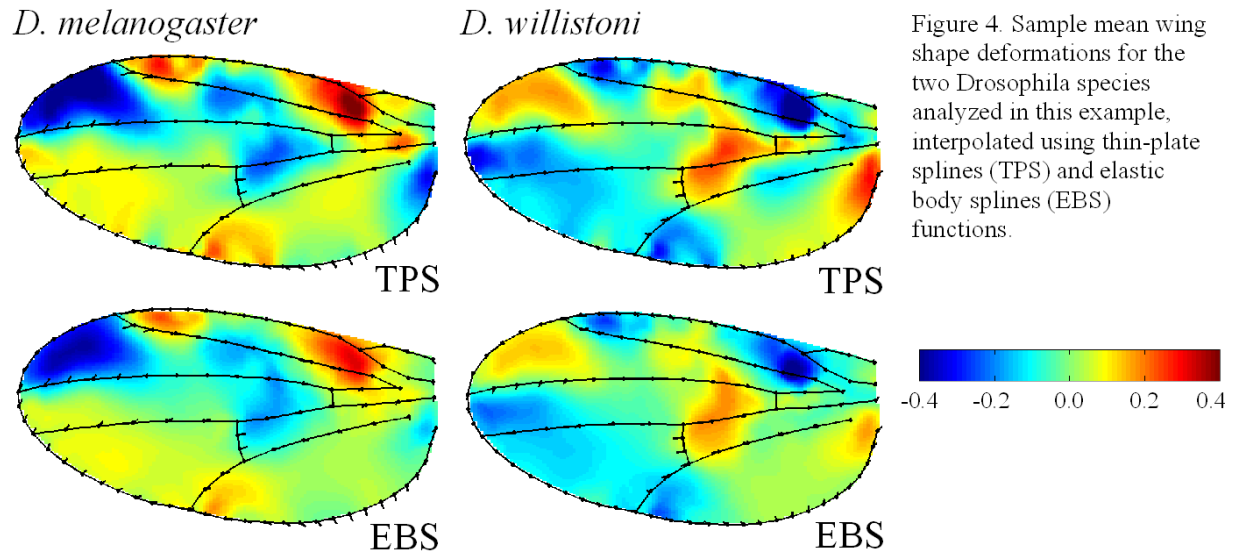 D. melanogaster
D. willistoni
Figure 4. Sample mean wing
shape deformations for the
two Drosophila species
analyzed in this example,
interpolated using thin-plate
splines (TPS) and elastic
body splines (EBS)
functions.
TPS
TPS
-0.4 -0.2 0.0 0.2 0.4
EBS
EBS